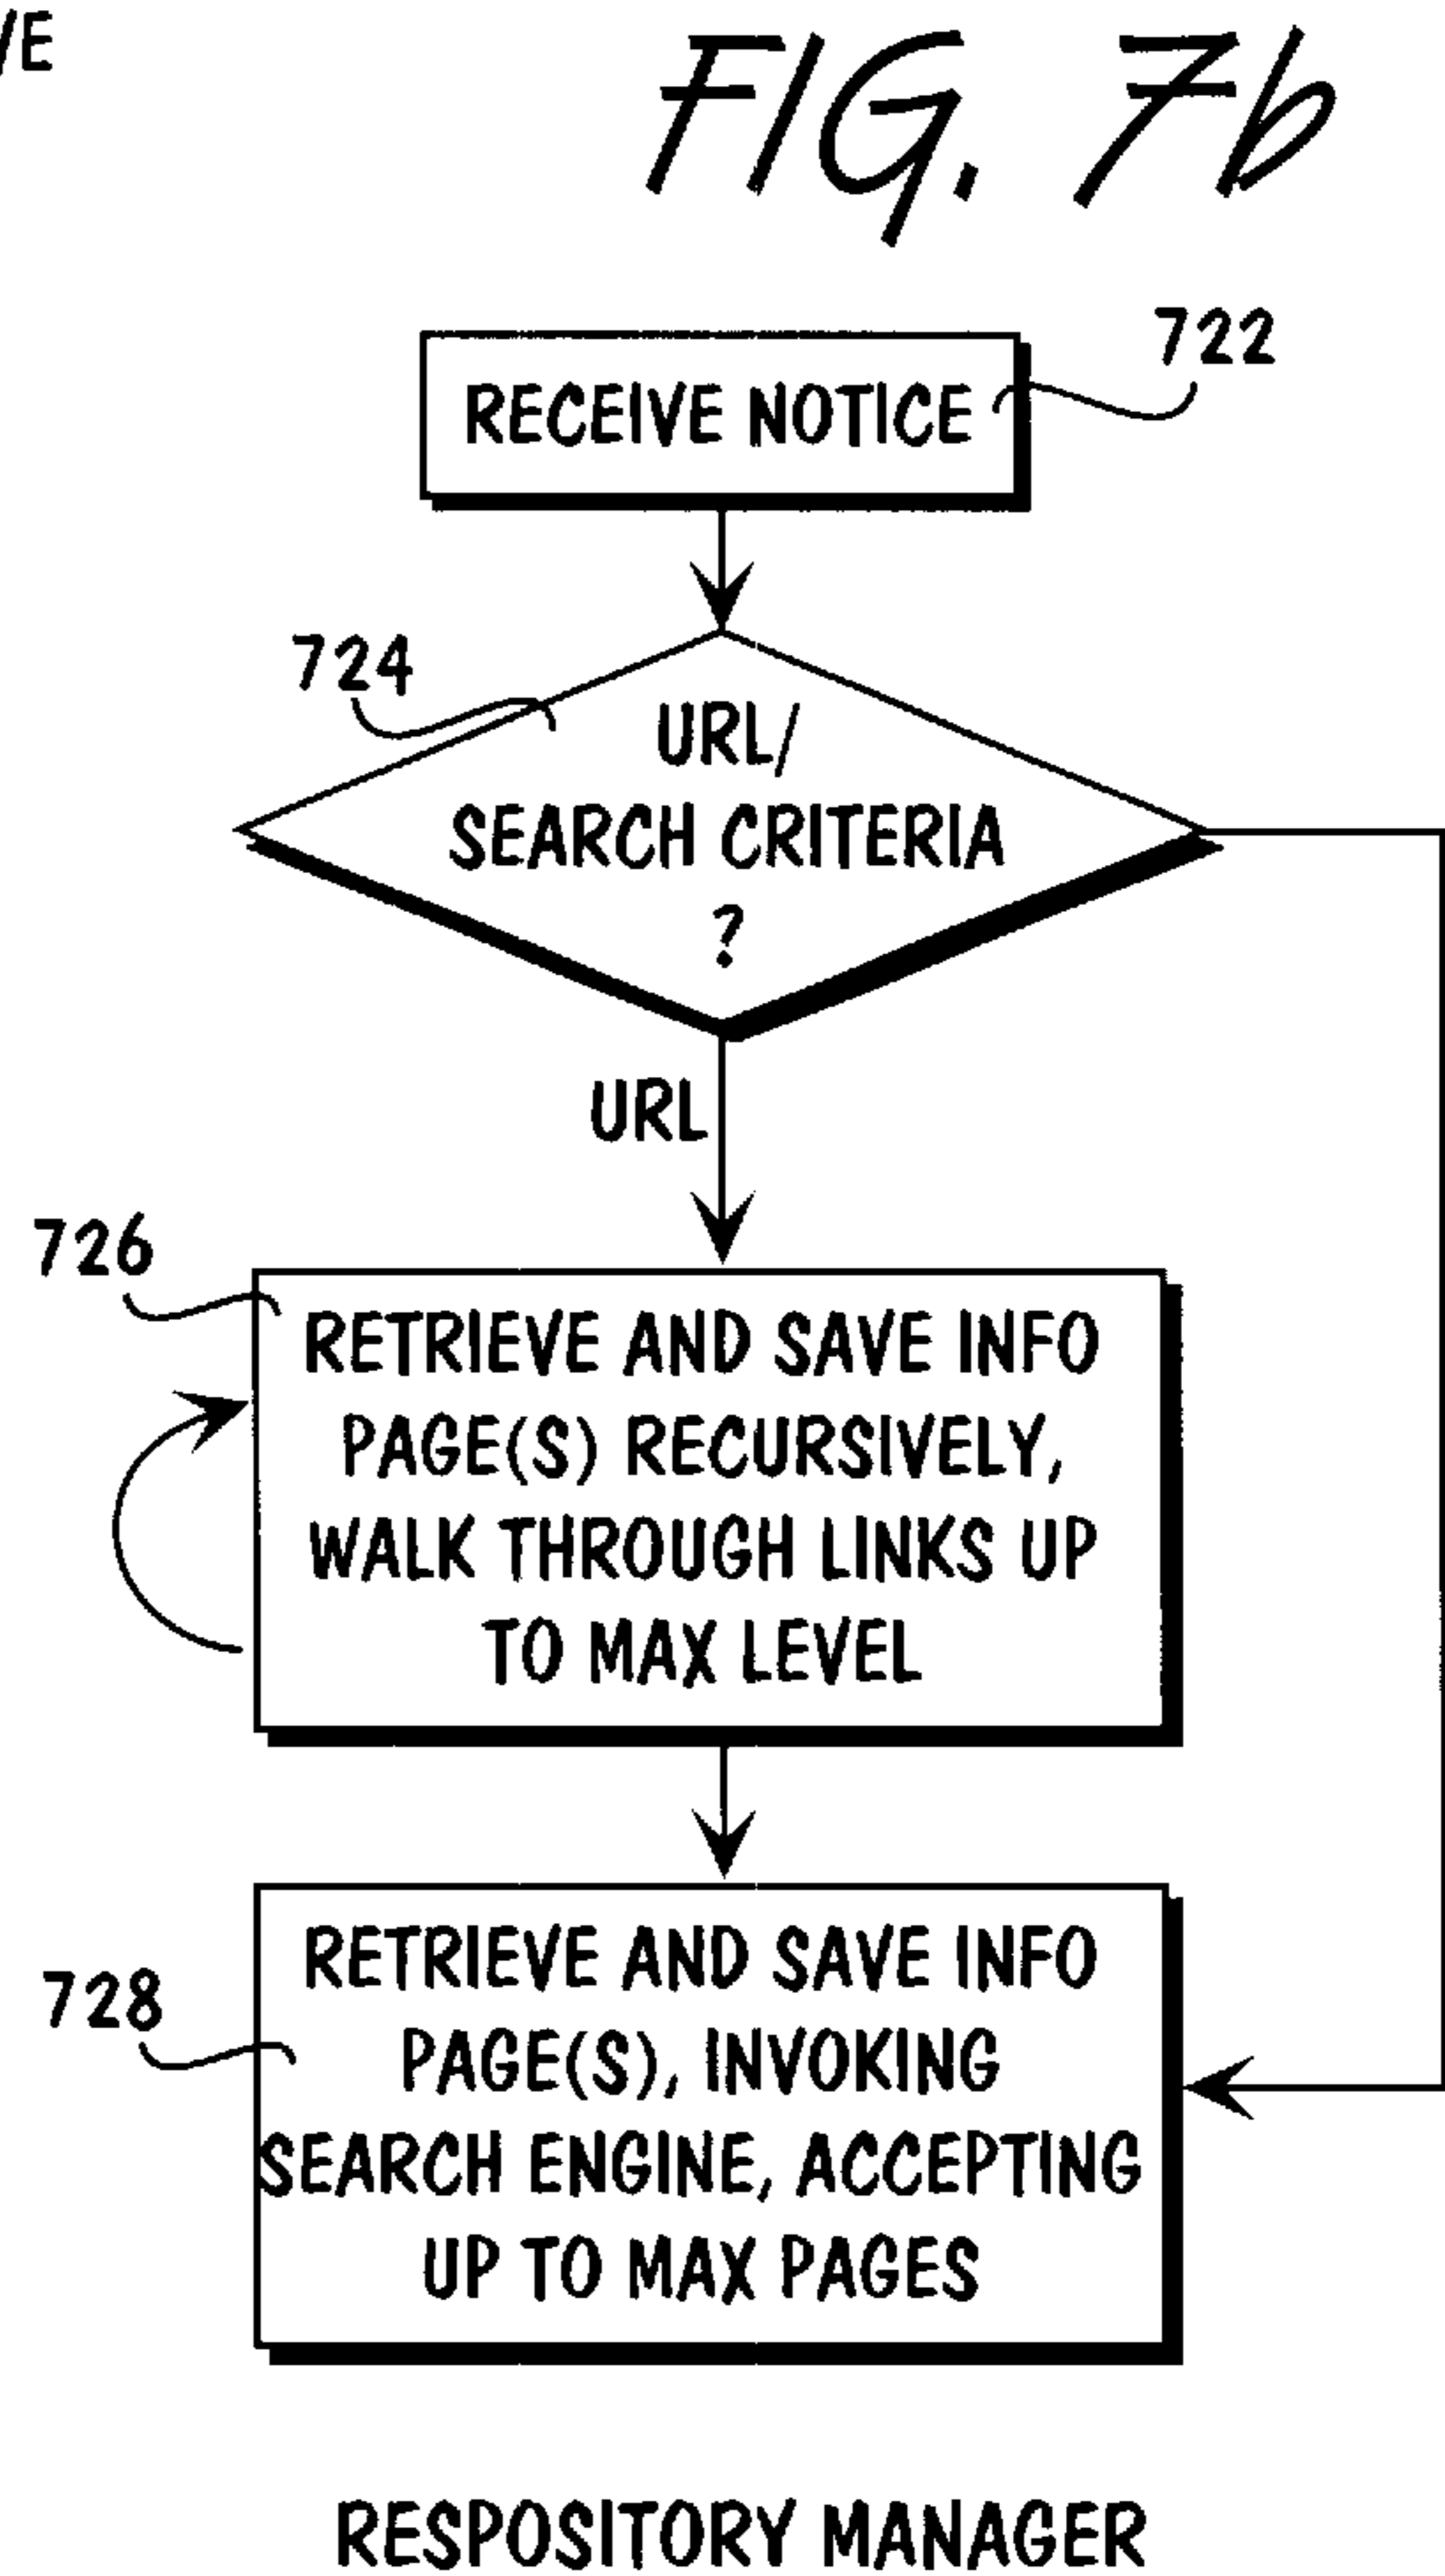 FIG. 7b
RECEIVE NOTICE
722
724
URL/
SEARCH CRITERIA
?
URL
726
RETRIEVE AND SAVE INFO
PAGE(S) RECURSIVELY,
WALK THROUGH LINKS UP
TO MAX LEVEL
728
RETRIEVE AND SAVE INFO
PAGE(S), INVOKING
SEARCH ENGINE, ACCEPTING
UP TO MAX PAGES
RESPOSITORY MANAGER